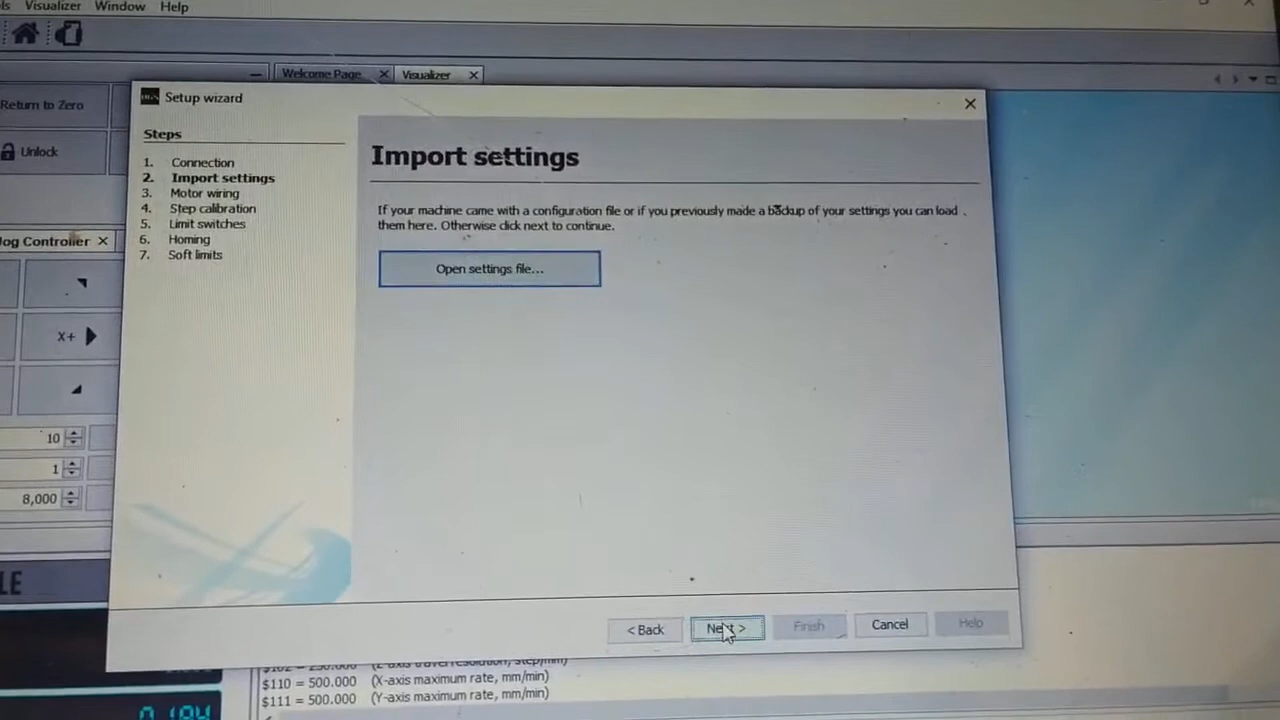 Visualizer Window Help
Welcome Page Visualizer
Return to Zero
Unlock
Jog Controller
X+
10
1
8,000
Setup wizard
Steps
1. Connection
2. Import settings
3. Motor wiring
4. Step calibration
5. Limit switches
6. Homing
7. Soft limits
Import settings
If your machine came with a configuration file or if you previously made a backup of your settings you can load
them here. Otherwise click next to continue.
Open settings file...
< Back Next > Finish Cancel Help
$110 = 500.000 (X-axis maximum rate, mm/min)
$111 = 500.000 (Y-axis maximum rate, mm/min)